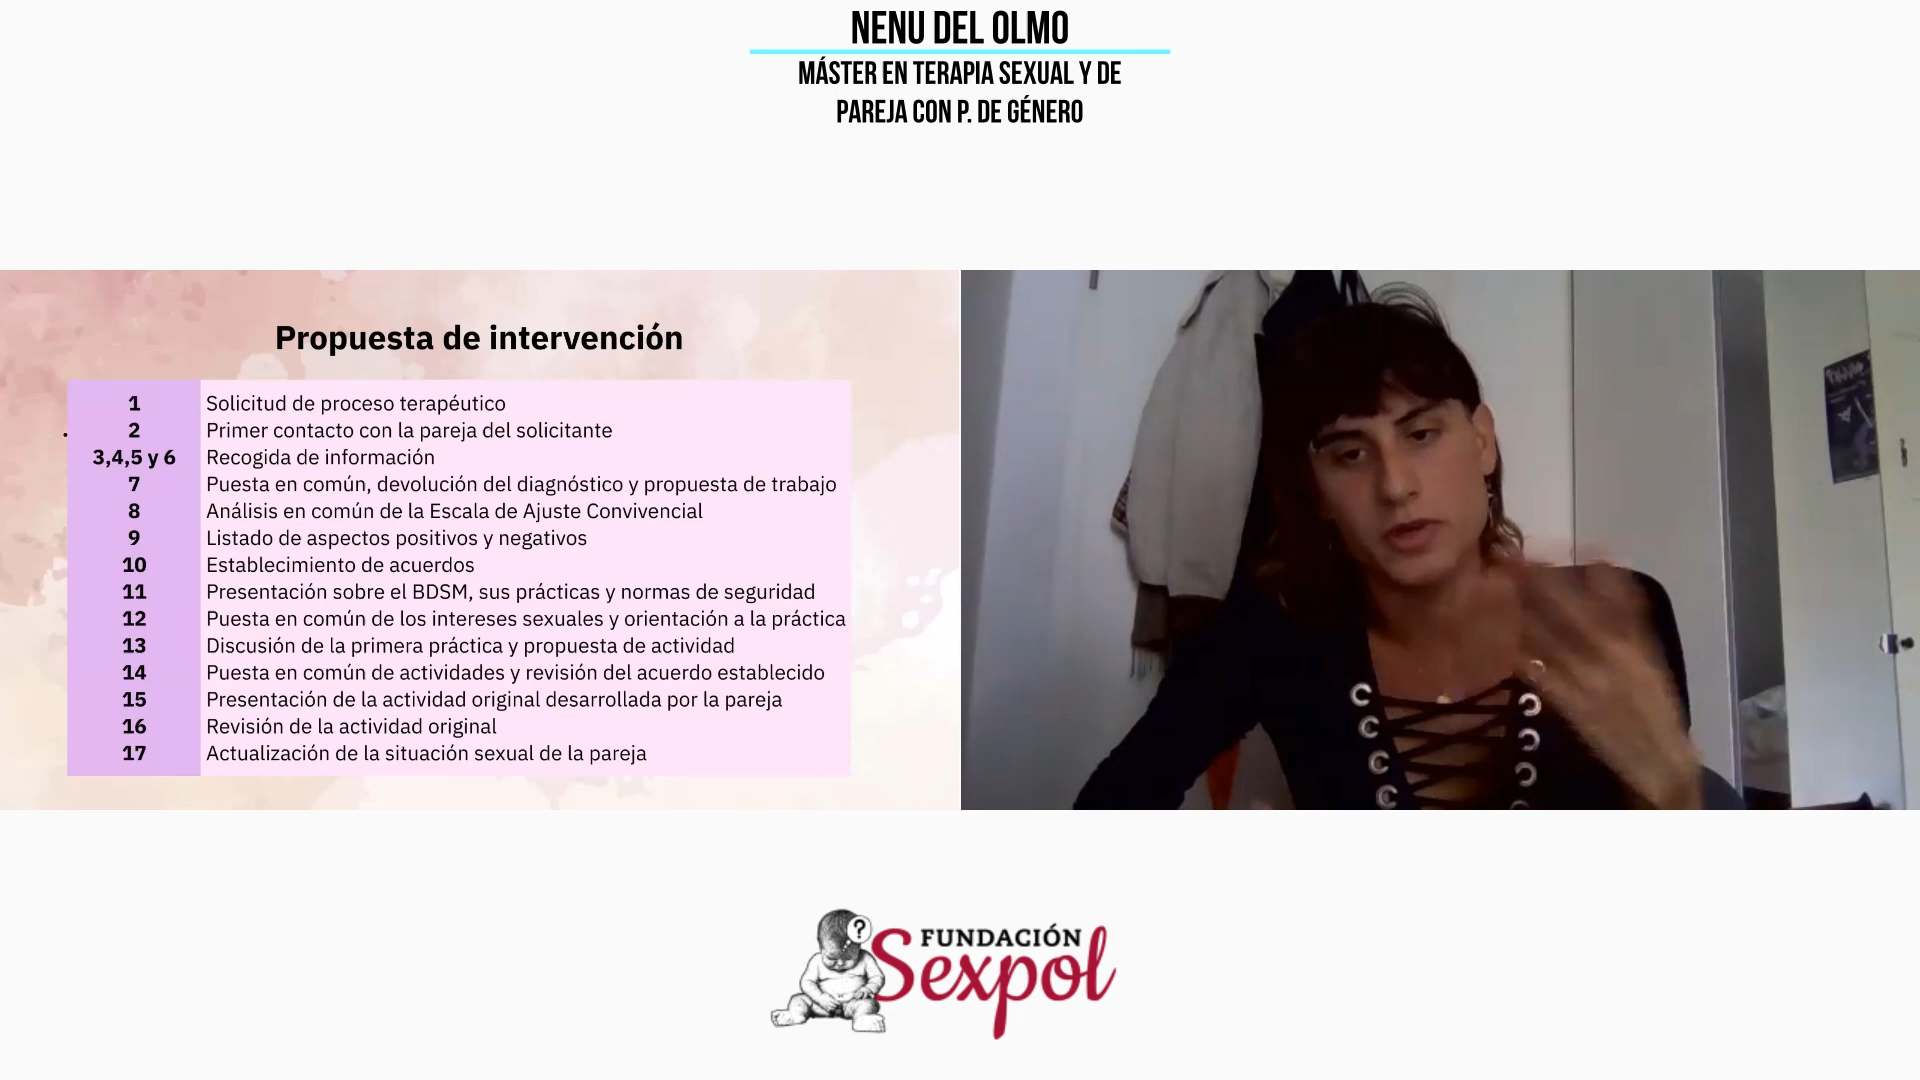 NENU DEL OLMO
MÁSTER EN TERAPIA SEXUAL Y DE
PAREJA CON P. DE GÉNERO
Propuesta de intervención
1 Solicitud de proceso terapéutico
2 Primer contacto con la pareja del solicitante
3,4,5 y 6 Recogida de información
7 Puesta en común, devolución del diagnóstico y propuesta de trabajo
8 Análisis en común de la Escala de Ajuste Convivencial
9 Listado de aspectos positivos y negativos
10 Establecimiento de acuerdos
11 Presentación sobre el BDSM, sus prácticas y normas de seguridad
12 Puesta en común de los intereses sexuales y orientación a la práctica
13 Discusión de la primera práctica y propuesta de actividad
14 Puesta en común de actividades y revisión del acuerdo establecido
15 Presentación de la actividad original desarrollada por la pareja
16 Revisión de la actividad original
17 Actualización de la situación sexual de la pareja
?
FUNDACIÓN
Sexpol